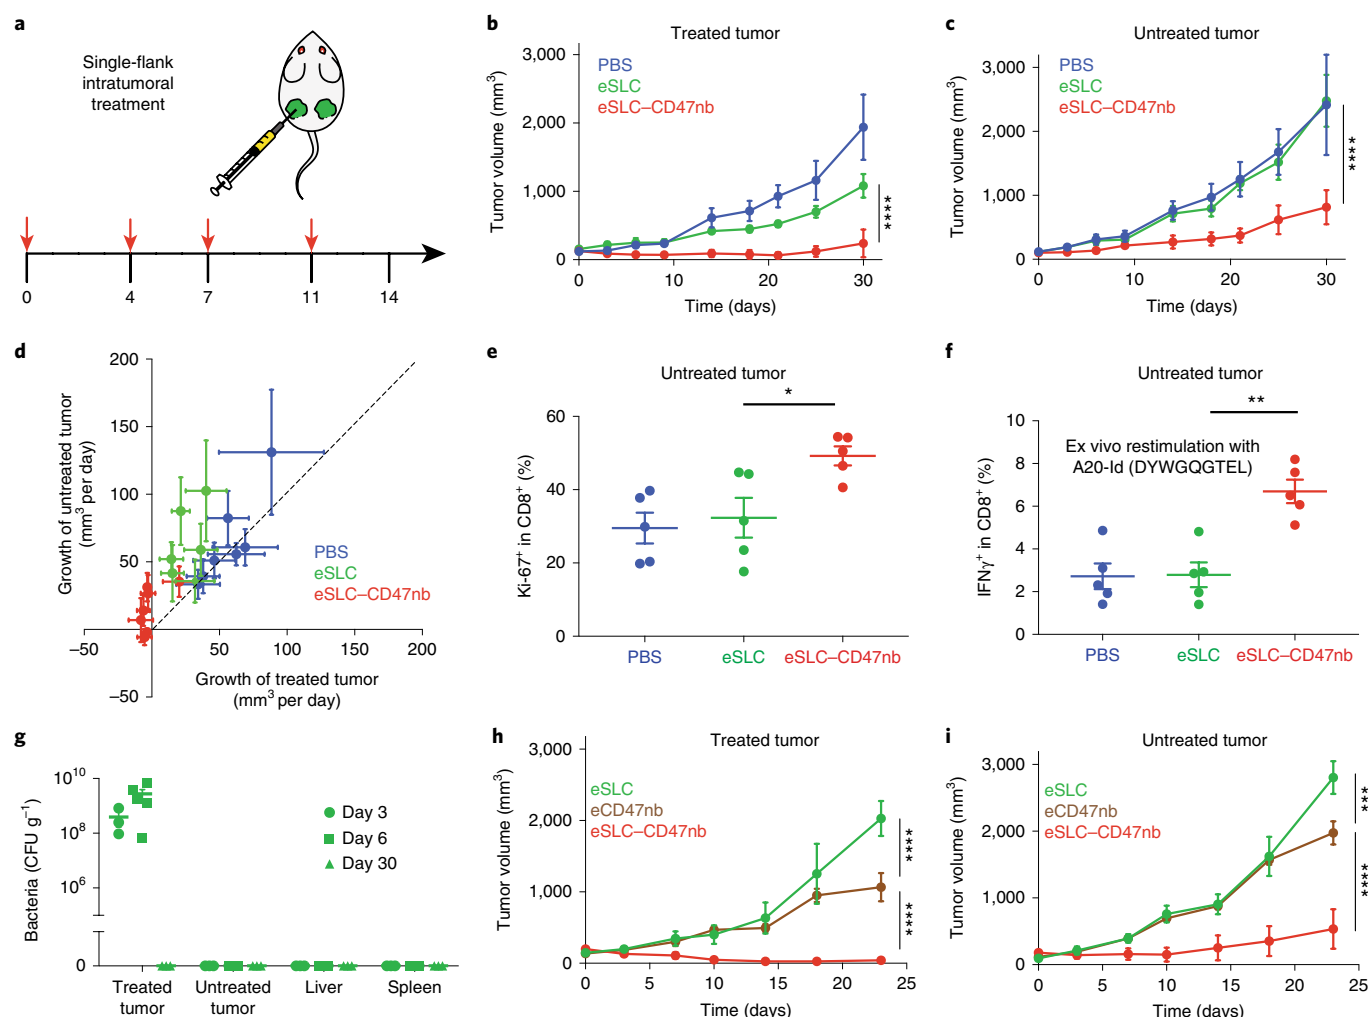 a
Single-flank
intratumoral
treatment
0
4
7
11
14
b
Treated tumor
3,000
2,000
1,000
0
Tumor volume (mm³)
PBS
eSLC
eSLC–CD47nb
****
0
10
20
30
Time (days)
c
Untreated tumor
3,000
2,000
1,000
0
Tumor volume (mm³)
PBS
eSLC
eSLC–CD47nb
****
0
10
20
30
Time (days)
d
200
150
100
50
–50
Growth of untreated tumor
(mm³ per day)
PBS
eSLC
eSLC–CD47nb
–50
0
50
100
150
200
Growth of treated tumor
(mm³ per day)
e
Untreated tumor
*
60
40
20
0
Ki-67⁺ in CD8⁺ (%)
PBS
eSLC
eSLC–CD47nb
f
Untreated tumor
**
10
8
6
4
2
0
IFNγ⁺ in CD8⁺ (%)
Ex vivo restimulation with
A20-Id (DYWGQGTEL)
PBS
eSLC
eSLC–CD47nb
g
10¹⁰
10⁸
10⁶
0
Bacteria (CFU g⁻¹)
Day 3
Day 6
Day 30
Treated
tumor
Untreated
tumor
Liver
Spleen
h
Treated tumor
3,000
2,000
1,000
0
Tumor volume (mm³)
eSLC
eCD47nb
eSLC–CD47nb
****
****
0
5
10
15
20
25
Time (days)
i
Untreated tumor
3,000
2,000
1,000
0
Tumor volume (mm³)
eSLC
eCD47nb
eSLC–CD47nb
***
****
0
5
10
15
20
25
Time (days)